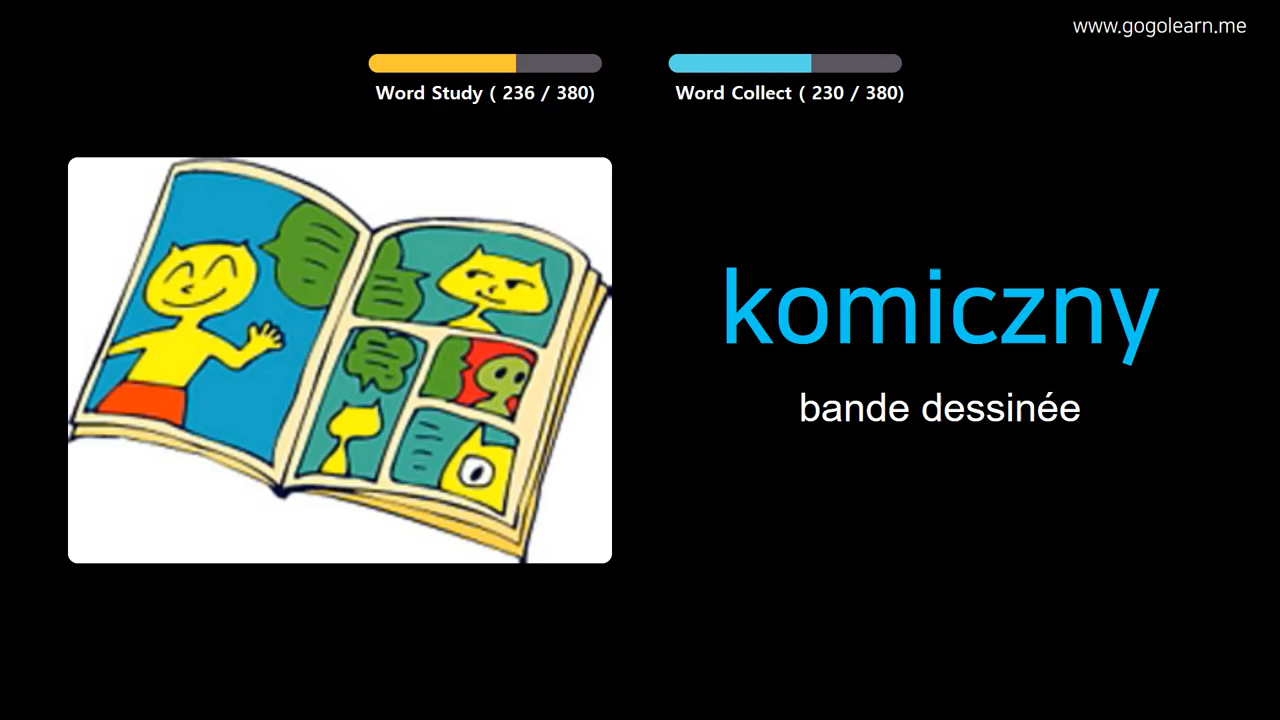 www.gogolearn.me
Word Study ( 236 / 380)
Word Collect ( 230 / 380)
komiczny
bande dessinée